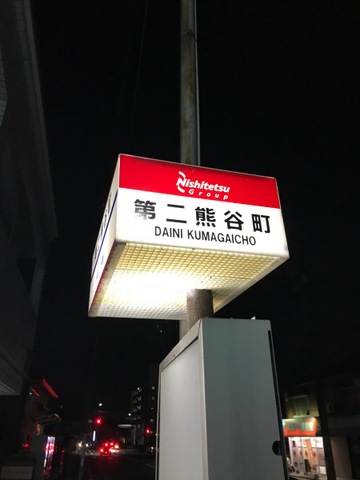 Nishitetsu
Group
第二熊谷町
DAINI KUMAGAICHO